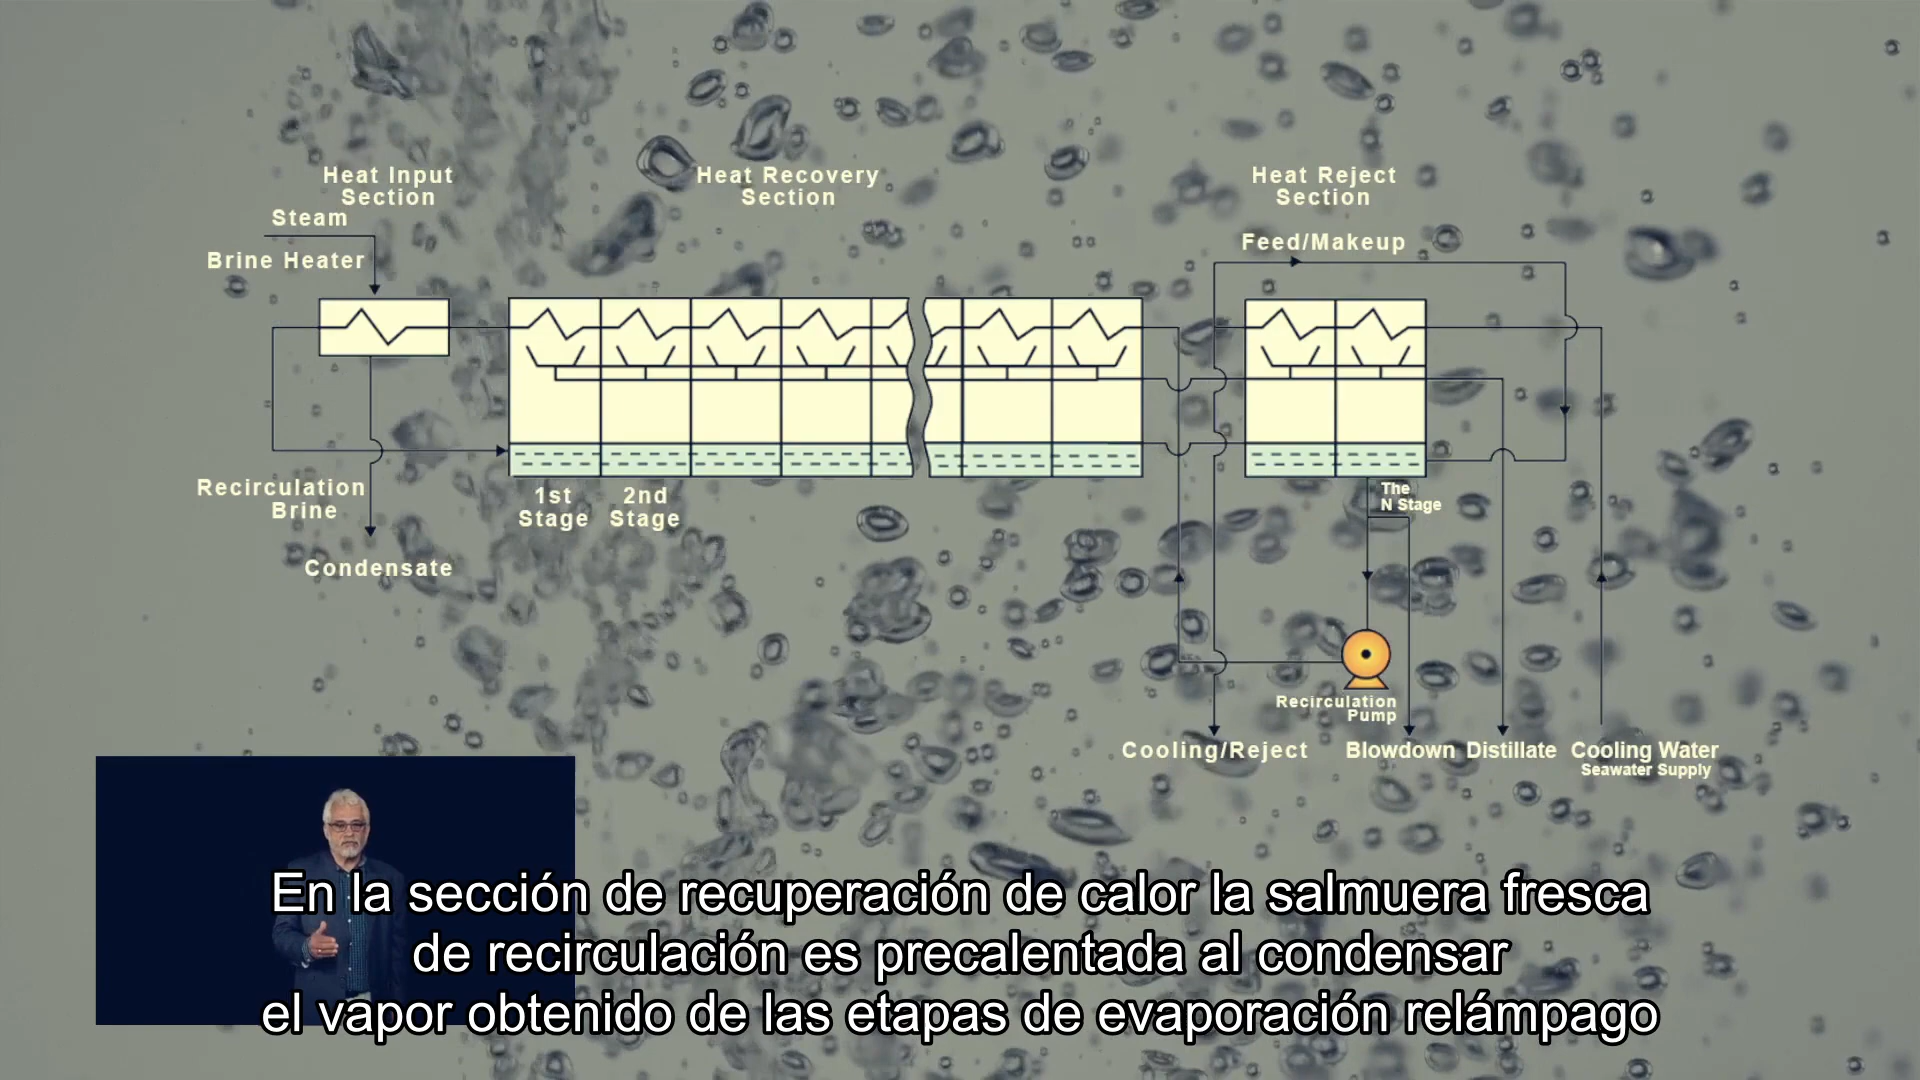 Heat Input
Section
Steam
Brine Heater
Heat Recovery
Section
Heat Reject
Section
Feed/Makeup
Recirculation
Brine
Condensate
1st
Stage
2nd
Stage
The
N Stage
Recirculation
Pump
Cooling/Reject
Blowdown
Distillate
Cooling Water
Seawater Supply
En la sección de recuperación de calor la salmuera fresca
de recirculación es precalentada al condensar
el vapor obtenido de las etapas de evaporación relámpago